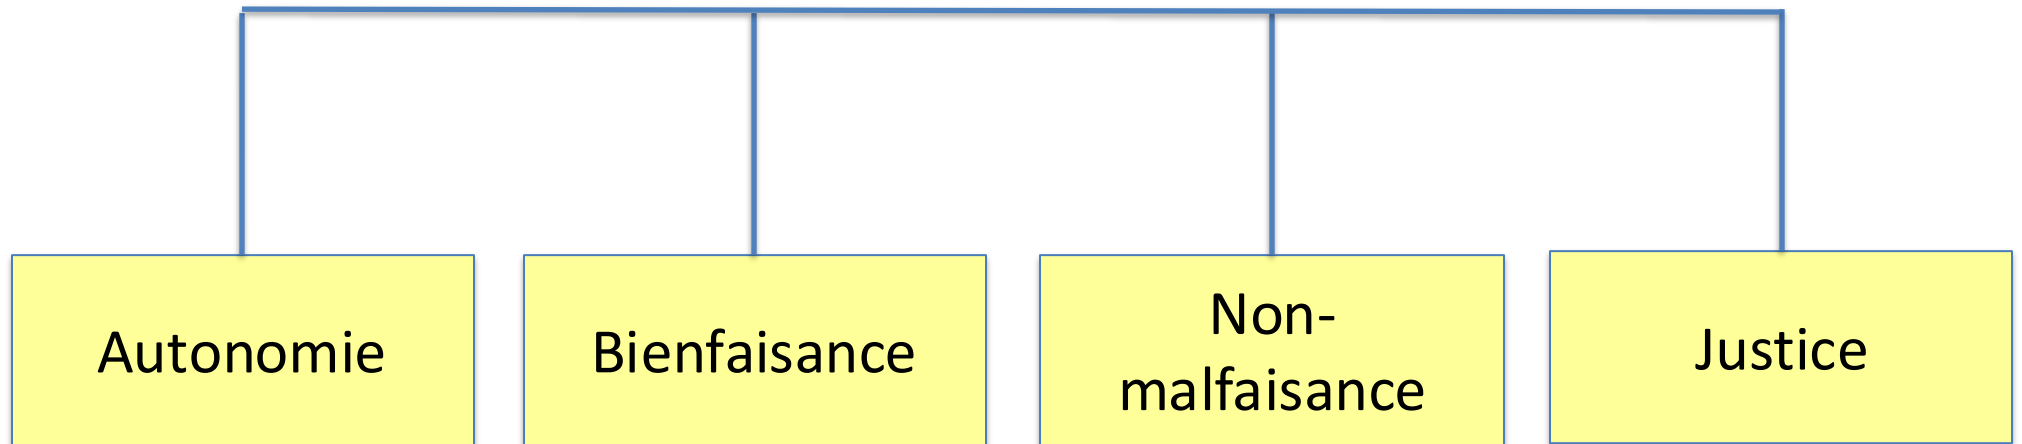 Autonomie
Bienfaisance
Non-
malfaisance
Justice